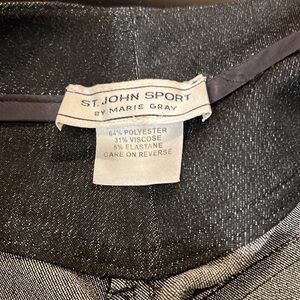 ST. JOHN SPORT
BY MARIE GRAY
64% POLYESTER
31% VISCOSE
5% ELASTANE
CARE ON REVERSE